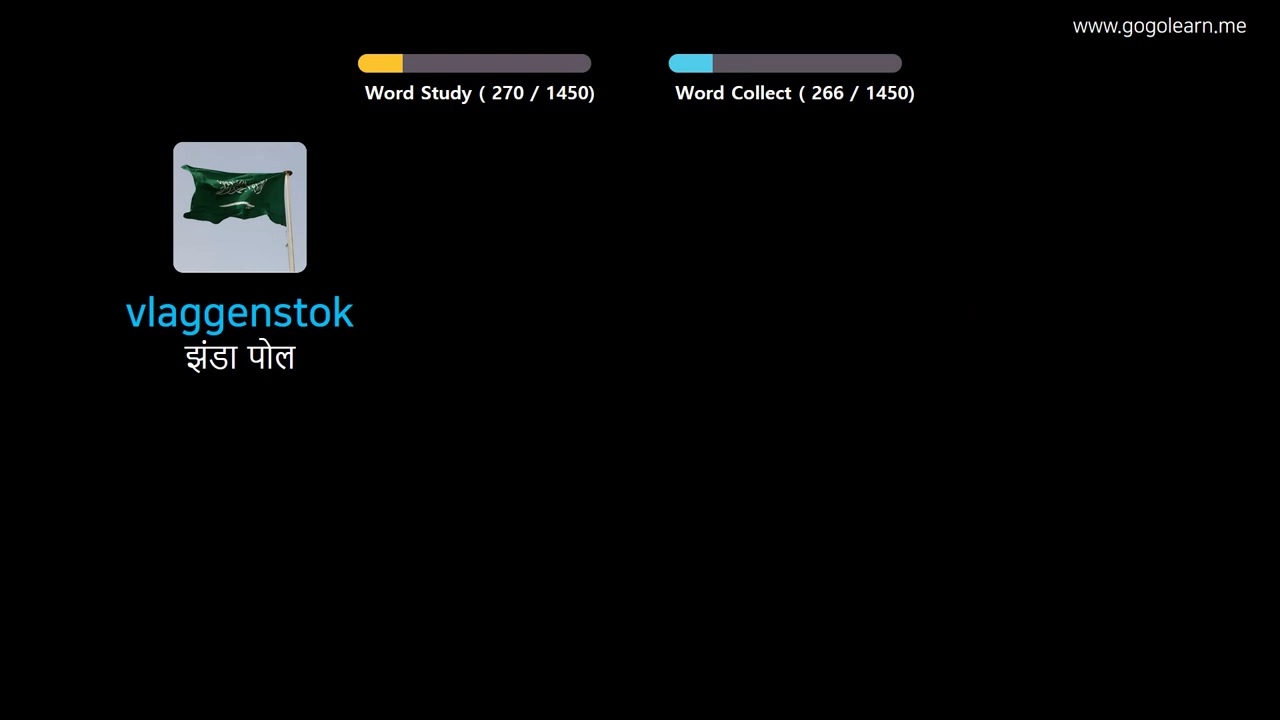 www.gogolearn.me
Word Study ( 270 / 1450)
Word Collect ( 266 / 1450)
vlaggenstok
झंडा पोल